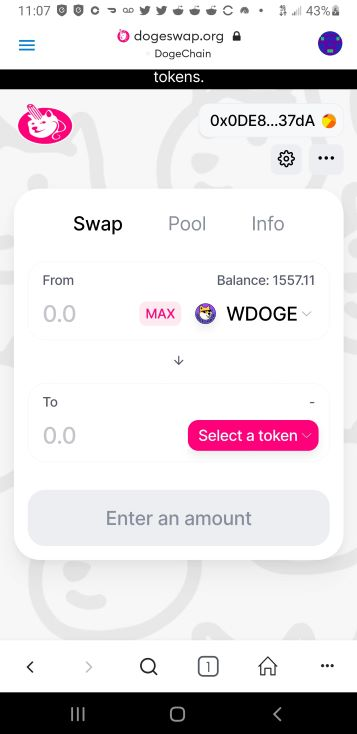 11:07
43%
dogeswap.org
DogeChain
tokens.
0x0DE8...37dA
Swap Pool Info
From Balance: 1557.11
0.0 MAX WDOGE
To -
0.0 Select a token
Enter an amount
1